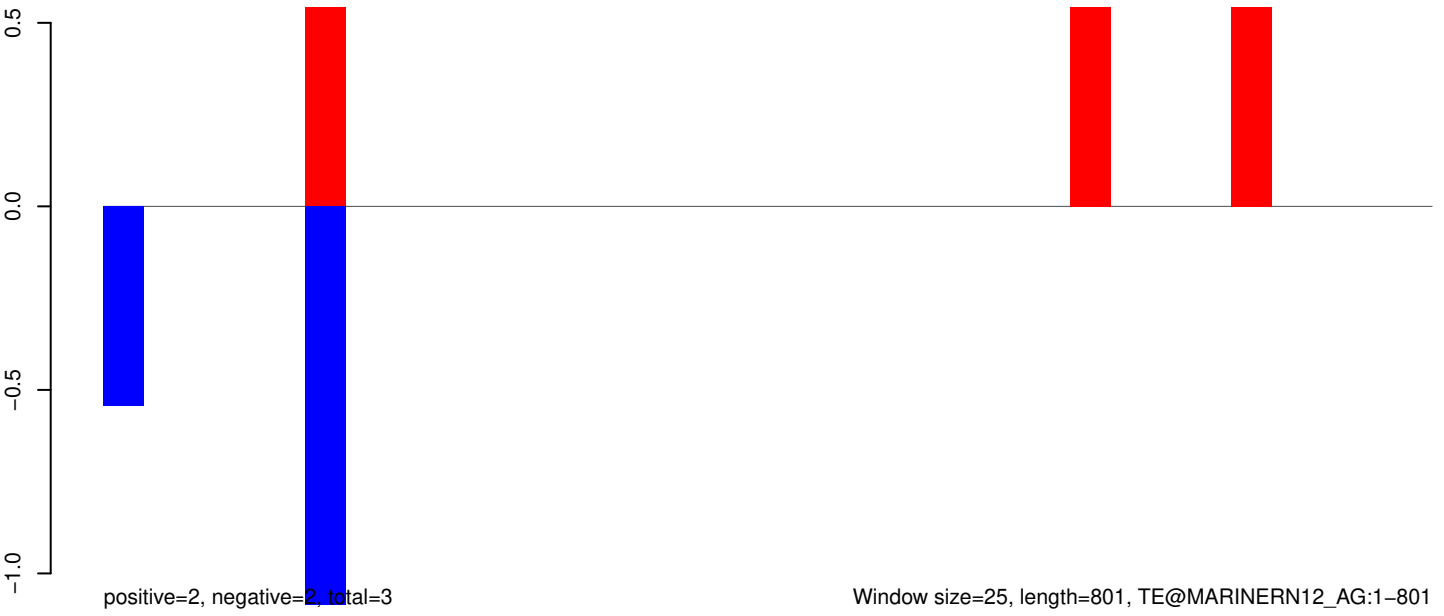 0.5
0.0
−0.5
−1.0
positive=2, negative=2, total=3
Window size=25, length=801, TE@MARINERN12_AG:1−801